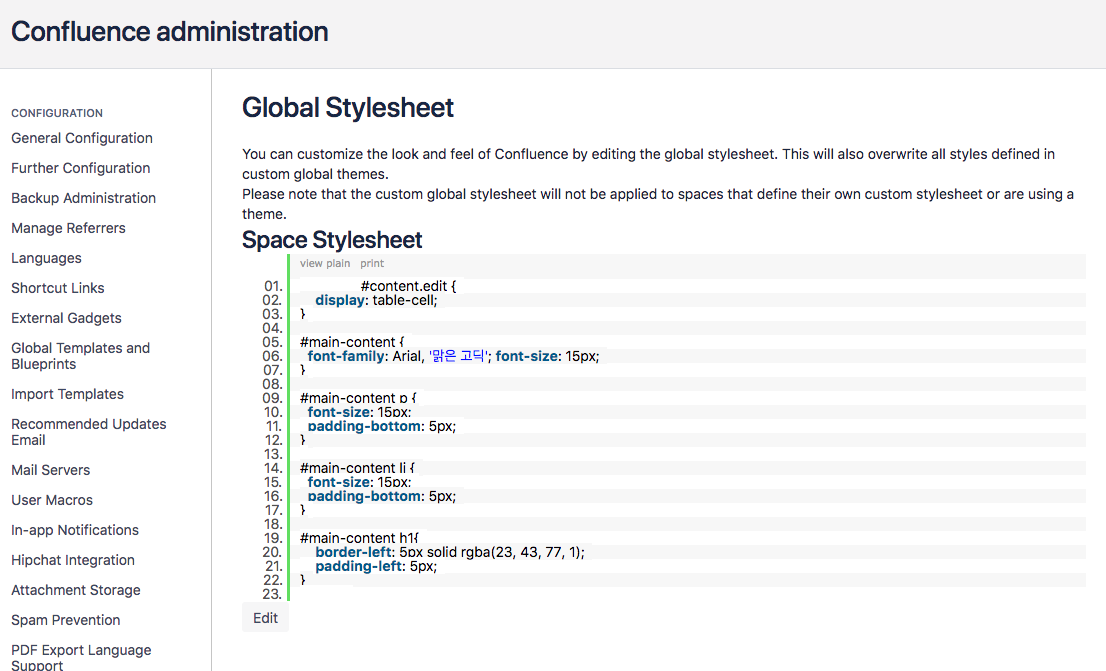 Confluence administration
CONFIGURATION
General Configuration
Further Configuration
Backup Administration
Manage Referrers
Languages
Shortcut Links
External Gadgets
Global Templates and
Blueprints
Import Templates
Recommended Updates
Email
Mail Servers
User Macros
In-app Notifications
Hipchat Integration
Attachment Storage
Spam Prevention
PDF Export Language
Support
Global Stylesheet
You can customize the look and feel of Confluence by editing the global stylesheet. This will also overwrite all styles defined in
custom global themes.
Please note that the custom global stylesheet will not be applied to spaces that define their own custom stylesheet or are using a
theme.
Space Stylesheet
view plain print
01. #content.edit {
02. display: table-cell;
03. }
04.
05. #main-content {
06. font-family: Arial, '맑은 고딕'; font-size: 15px;
07. }
08.
09. #main-content p {
10. font-size: 15px;
11. padding-bottom: 5px;
12. }
13.
14. #main-content li {
15. font-size: 15px;
16. padding-bottom: 5px;
17. }
18.
19. #main-content h1{
20. border-left: 5px solid rgba(23, 43, 77, 1);
21. padding-left: 5px;
22. }
23.
Edit